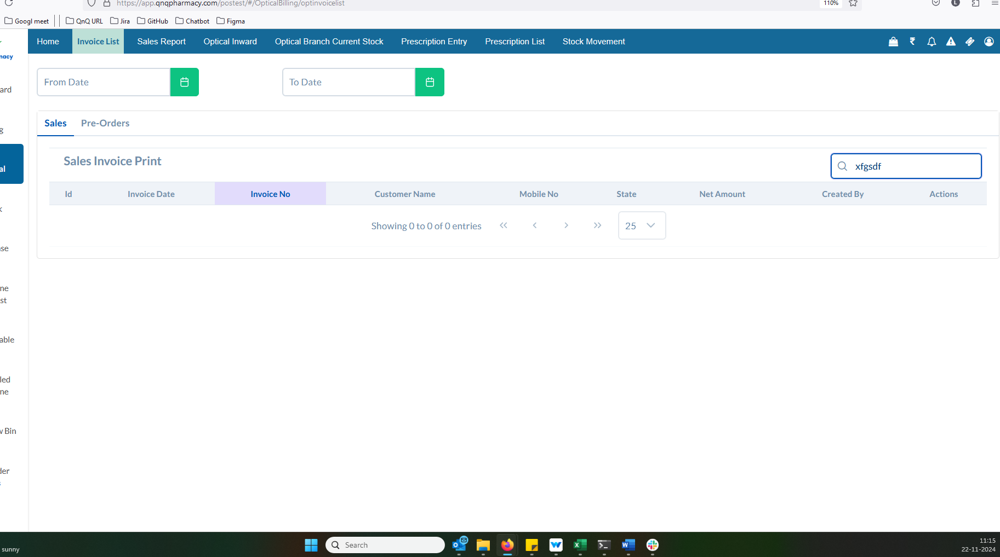 https://app.qnqpharmacy.com/postest/#/OpticalBilling/optinvoicelist
110%
L
Googl meet
QnQ URL
Jira
GitHub
Chatbot
Figma
Home
Invoice List
Sales Report
Optical Inward
Optical Branch Current Stock
Prescription Entry
Prescription List
Stock Movement
₹
macy
From Date
To Date
ard
g
al
k
se
ne
st
able
led
ne
v Bin
der
s
Sales
Pre-Orders
Sales Invoice Print
xfgsdf
Id
Invoice Date
Invoice No
Customer Name
Mobile No
State
Net Amount
Created By
Actions
Showing 0 to 0 of 0 entries
25
sunny
Search
11:15
22-11-2024